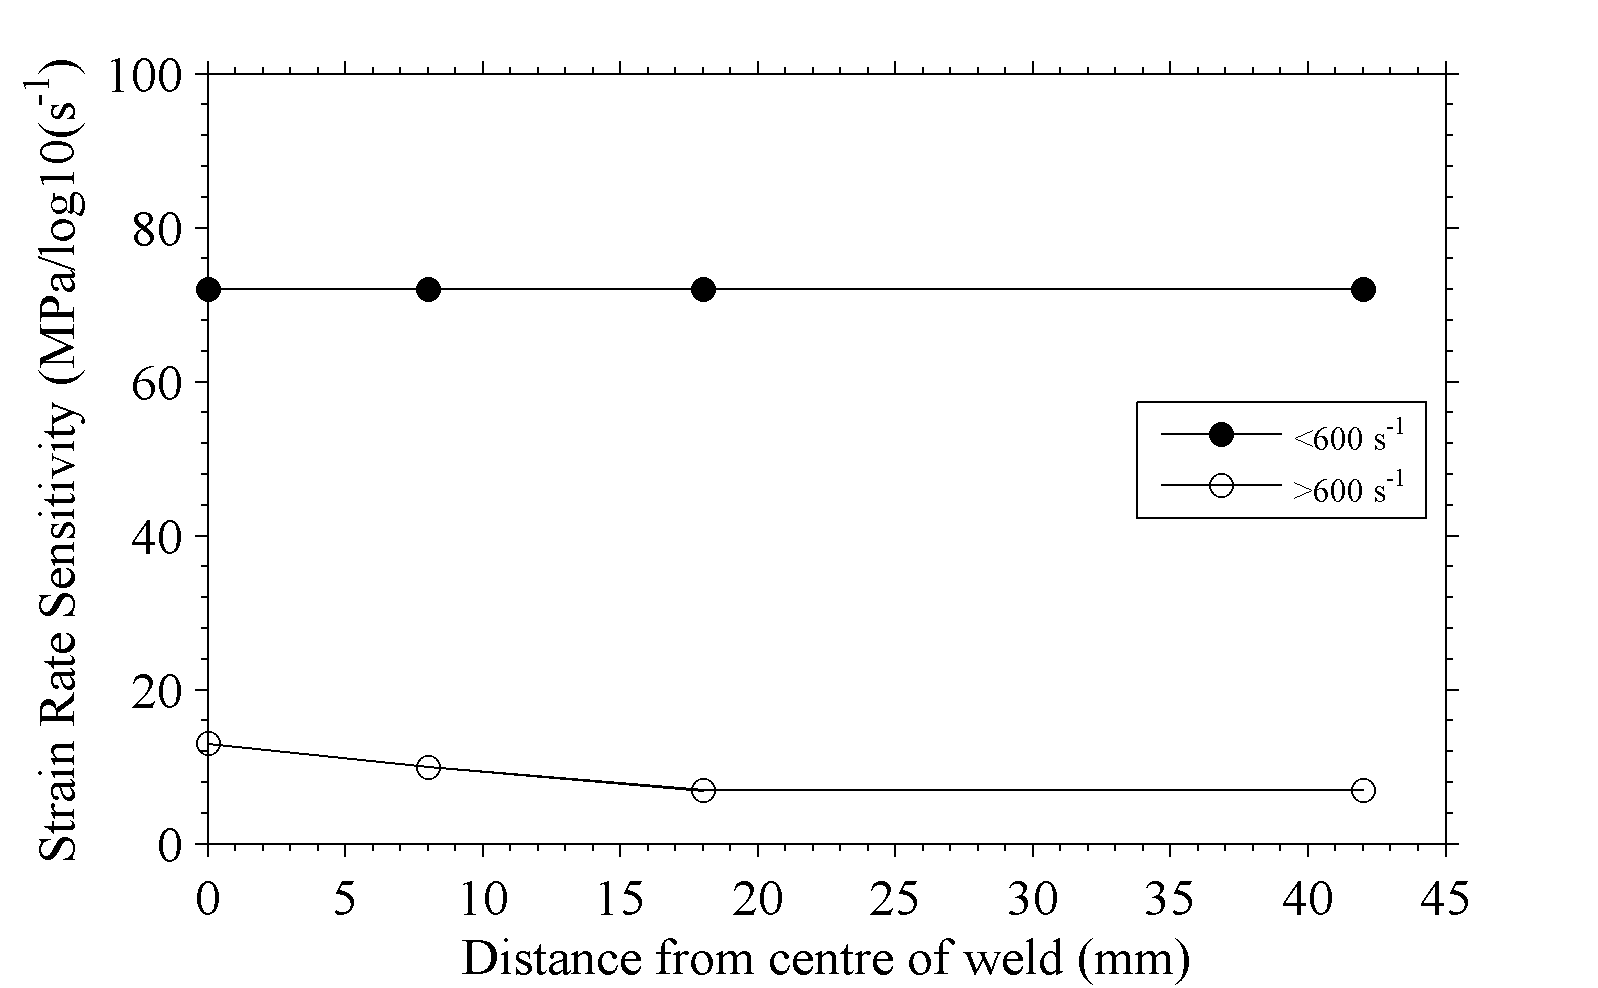 Strain Rate Sensitivity (MPa/log10(s⁻¹)
100
80
60
40
20
0
<600 s⁻¹
>600 s⁻¹
0 5 10 15 20 25 30 35 40 45
Distance from centre of weld (mm)